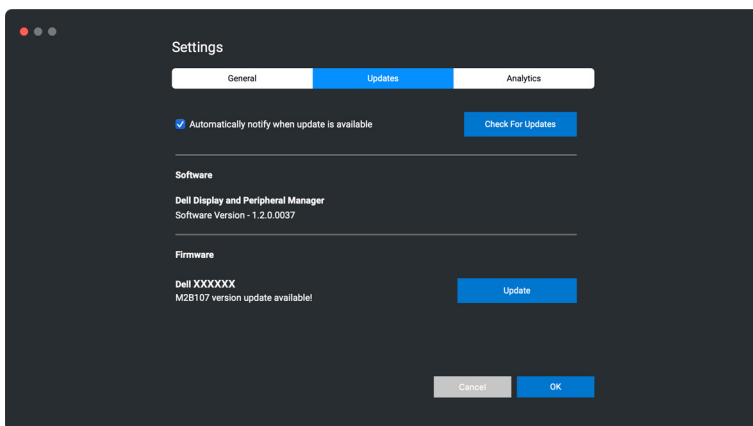 Settings
General
Updates
Analytics
Automatically notify when update is available
Check For Updates
Software
Dell Display and Peripheral Manager
Software Version - 1.2.0.0037
Firmware
Dell XXXXXX
M2B107 version update available!
Update
Cancel
OK